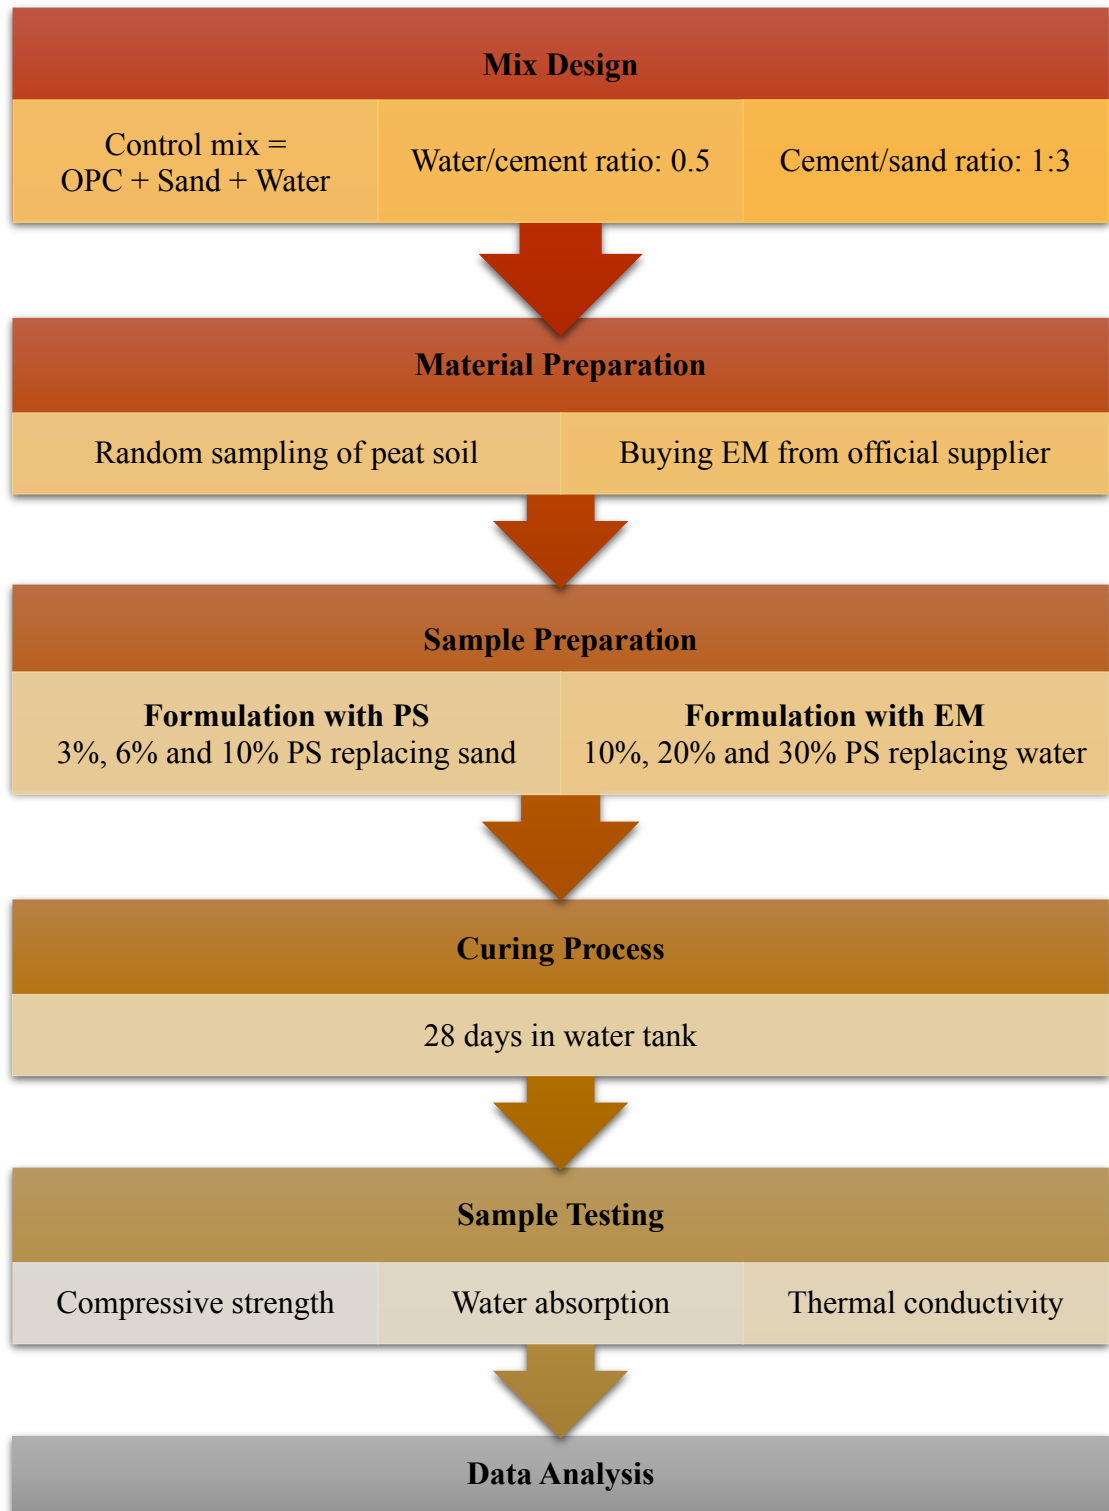 Mix Design
Control mix =
OPC + Sand + Water
Water/cement ratio: 0.5
Cement/sand ratio: 1:3
Material Preparation
Random sampling of peat soil
Buying EM from official supplier
Sample Preparation
Formulation with PS
3%, 6% and 10% PS replacing sand
Formulation with EM
10%, 20% and 30% PS replacing water
Curing Process
28 days in water tank
Sample Testing
Compressive strength
Water absorption
Thermal conductivity
Data Analysis